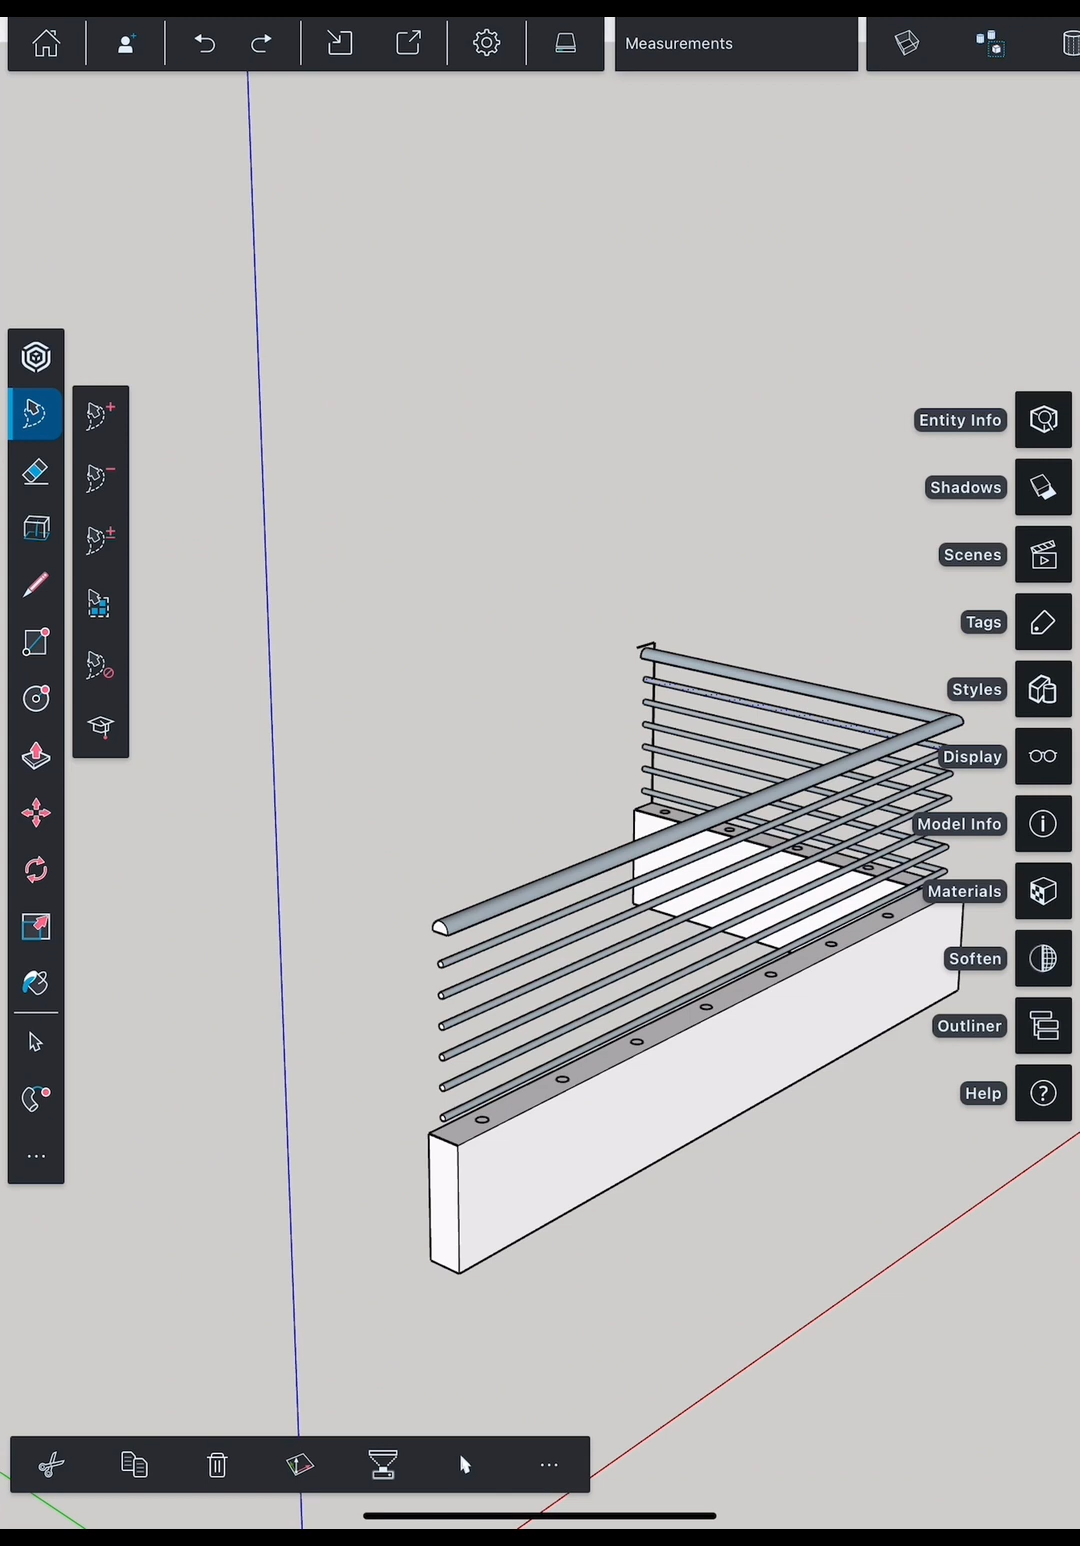 Measurements
Entity Info
Shadows
Scenes
Tags
Styles
Display
Model Info
Materials
Soften
Outliner
Help